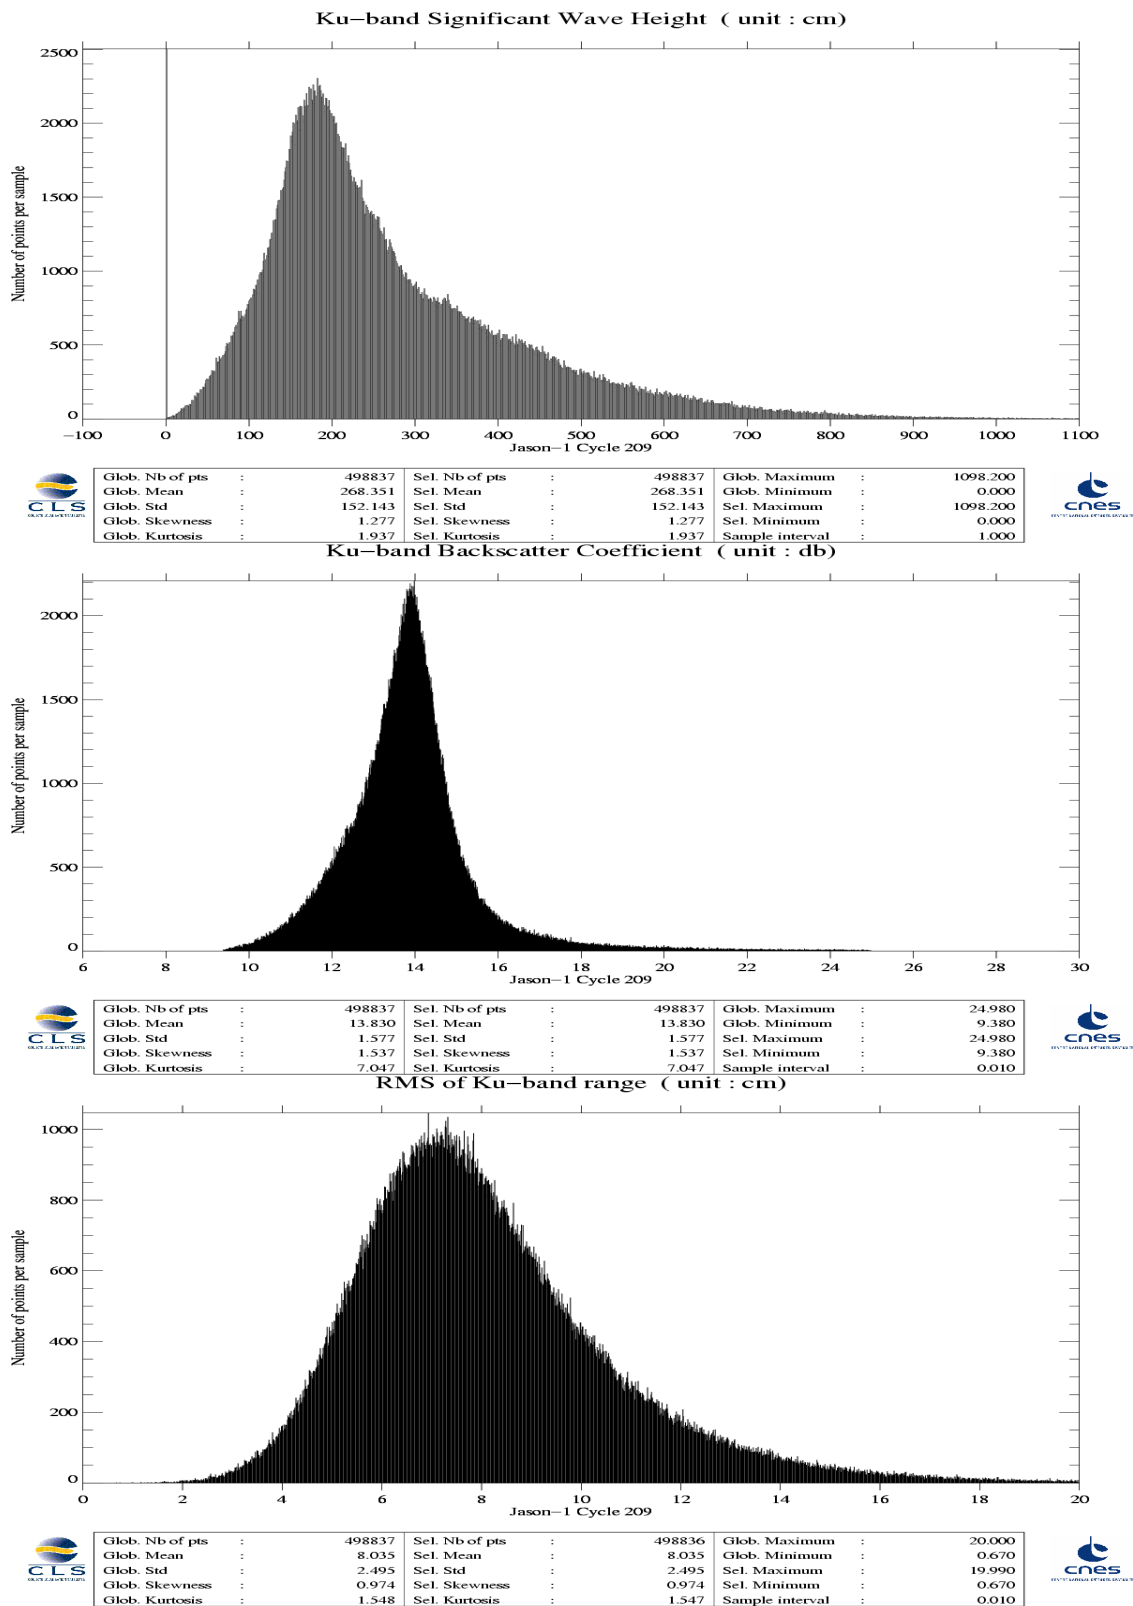 Ku−band Significant Wave Height ( unit : cm)
2500
2000
1500
1000
500
0
Number of points per sample
−100 0 100 200 300 400 500 600 700 800 900 1000 1100
Jason−1 Cycle 209
CLS
Glob. Nb of pts : 498837 Sel. Nb of pts : 498837 Glob. Maximum : 1098.200
Glob. Mean : 268.351 Sel. Mean : 268.351 Glob. Minimum : 0.000
Glob. Std : 152.143 Sel. Std : 152.143 Sel. Maximum : 1098.200
Glob. Skewness : 1.277 Sel. Skewness : 1.277 Sel. Minimum : 0.000
Glob. Kurtosis : 1.937 Sel. Kurtosis : 1.937 Sample interval : 1.000
cnes
Ku−band Backscatter Coefficient ( unit : db)
2000
1500
1000
500
0
Number of points per sample
6 8 10 12 14 16 18 20 22 24 26 28 30
Jason−1 Cycle 209
CLS
Glob. Nb of pts : 498837 Sel. Nb of pts : 498837 Glob. Maximum : 24.980
Glob. Mean : 13.830 Sel. Mean : 13.830 Glob. Minimum : 9.380
Glob. Std : 1.577 Sel. Std : 1.577 Sel. Maximum : 24.980
Glob. Skewness : 1.537 Sel. Skewness : 1.537 Sel. Minimum : 9.380
Glob. Kurtosis : 7.047 Sel. Kurtosis : 7.047 Sample interval : 0.010
cnes
RMS of Ku−band range ( unit : cm)
1000
800
600
400
200
0
Number of points per sample
0 2 4 6 8 10 12 14 16 18 20
Jason−1 Cycle 209
CLS
Glob. Nb of pts : 498837 Sel. Nb of pts : 498836 Glob. Maximum : 20.000
Glob. Mean : 8.035 Sel. Mean : 8.035 Glob. Minimum : 0.670
Glob. Std : 2.495 Sel. Std : 2.495 Sel. Maximum : 19.990
Glob. Skewness : 0.974 Sel. Skewness : 0.974 Sel. Minimum : 0.670
Glob. Kurtosis : 1.548 Sel. Kurtosis : 1.547 Sample interval : 0.010
cnes